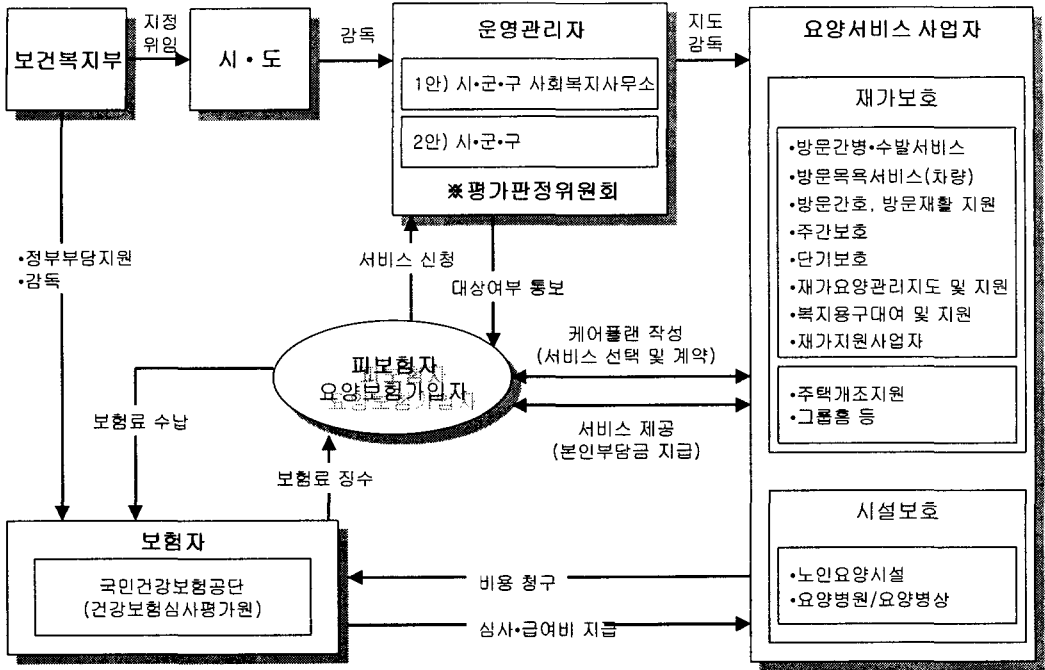 보건복지부
지정
위임
시•도
감독
운영관리자
1안) 시•군•구 사회복지사무소
2안) 시•군•구
※평가판정위원회
지도
감독
요양서비스 사업자
재가보호
•방문간병•수발서비스
•방문목욕서비스(차량)
•방문간호, 방문재활 지원
•주간보호
•단기보호
•재가요양관리지도 및 지원
•복지용구대여 및 지원
•재가지원사업자
•주택개조지원
•그룹홈 등
시설보호
•노인요양시설
•요양병원/요양병상
•정부부담지원
•감독
서비스 신청
대상여부 통보
피보험자
요양보험가입자
케어플랜 작성
(서비스 선택 및 계약)
서비스 제공
(본인부담금 지급)
보험료 수납
보험료 징수
보험자
국민건강보험공단
(건강보험심사평가원)
비용 청구
심사•급여비 지급